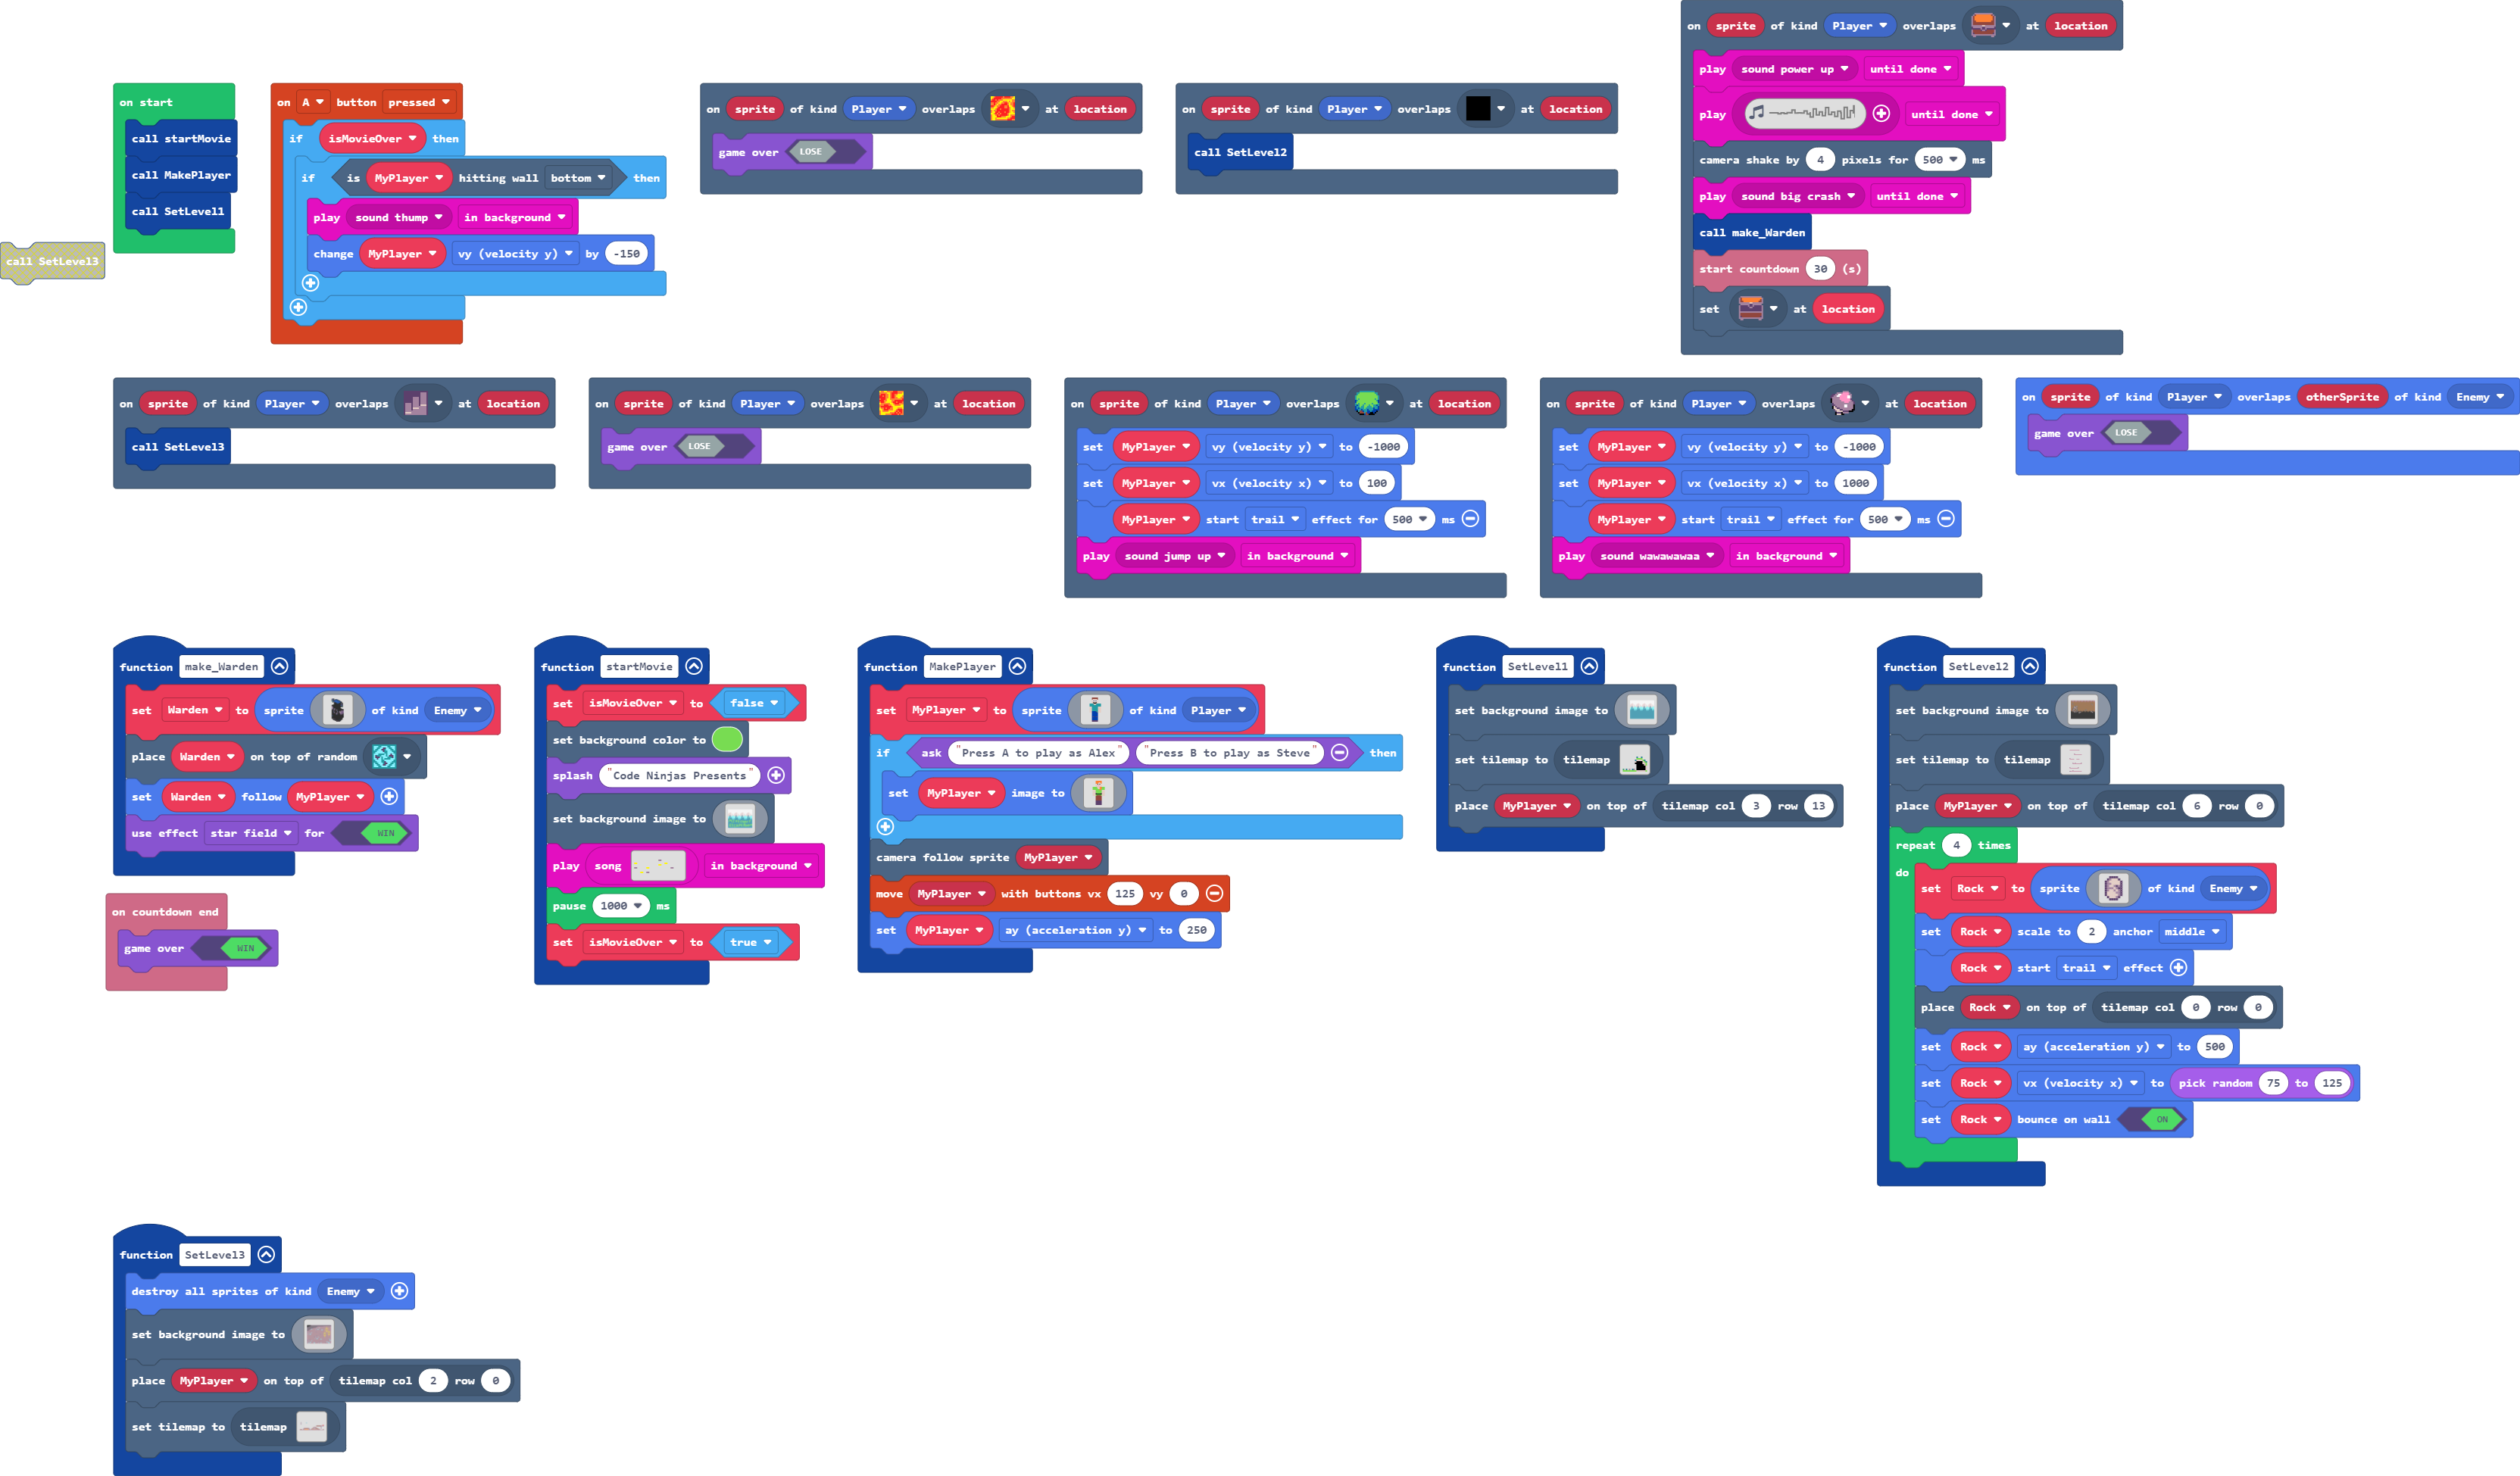 on sprite of kind Player overlaps at location
play sound power up until done
play until done
camera shake by 4 pixels for 500 ms
play sound big crash until done
call make_Warden
start countdown 30 (s)
set at location
on start
call startMovie
call MakePlayer
call SetLevel1
call SetLevel3
on A button pressed
if isMovieOver then
if is MyPlayer hitting wall bottom then
play sound thump in background
change MyPlayer vy (velocity y) by -150
on sprite of kind Player overlaps at location
game over LOSE
on sprite of kind Player overlaps at location
call SetLevel2
on sprite of kind Player overlaps at location
call SetLevel3
on sprite of kind Player overlaps at location
game over LOSE
on sprite of kind Player overlaps at location
set MyPlayer vy (velocity y) to -1000
set MyPlayer vx (velocity x) to 100
MyPlayer start trail effect for 500 ms
play sound jump up in background
on sprite of kind Player overlaps at location
set MyPlayer vy (velocity y) to -1000
set MyPlayer vx (velocity x) to 1000
MyPlayer start trail effect for 500 ms
play sound wawawawaa in background
on sprite of kind Player overlaps otherSprite of kind Enemy
game over LOSE
function make_Warden
set Warden to sprite of kind Enemy
place Warden on top of random
set Warden follow MyPlayer
use effect star field for WIN
on countdown end
game over WIN
function startMovie
set isMovieOver to false
set background color to
splash "Code Ninjas Presents"
set background image to
play song in background
pause 1000 ms
set isMovieOver to true
function MakePlayer
set MyPlayer to sprite of kind Player
if ask "Press A to play as Alex" "Press B to play as Steve" then
set MyPlayer image to
camera follow sprite MyPlayer
move MyPlayer with buttons vx 125 vy 0
set MyPlayer ay (acceleration y) to 250
function SetLevel1
set background image to
set tilemap to tilemap
place MyPlayer on top of tilemap col 3 row 13
function SetLevel2
set background image to
set tilemap to tilemap
place MyPlayer on top of tilemap col 6 row 0
repeat 4 times
do
set Rock to sprite of kind Enemy
set Rock scale to 2 anchor middle
Rock start trail effect
place Rock on top of tilemap col 0 row 0
set Rock ay (acceleration y) to 500
set Rock vx (velocity x) to pick random 75 to 125
set Rock bounce on wall ON
function SetLevel3
destroy all sprites of kind Enemy
set background image to
place MyPlayer on top of tilemap col 2 row 0
set tilemap to tilemap